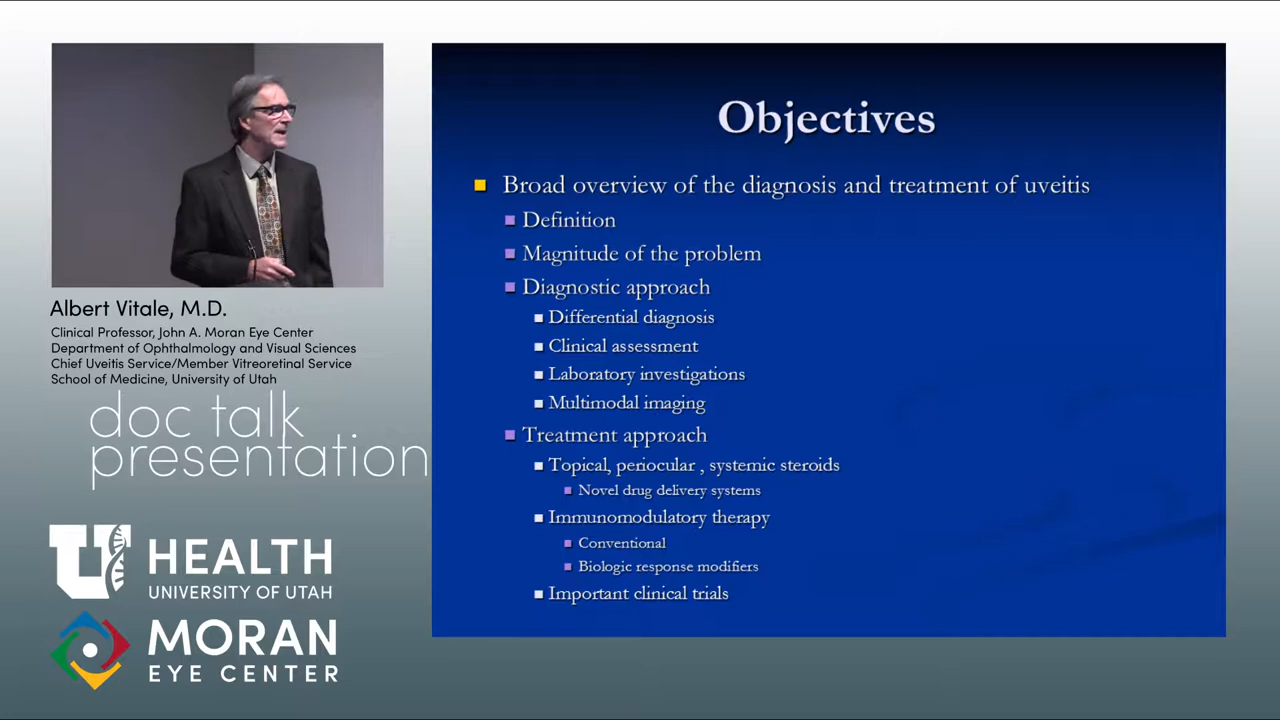 Albert Vitale, M.D.
Clinical Professor, John A. Moran Eye Center
Department of Ophthalmology and Visual Sciences
Chief Uveitis Service/Member Vitreoretinal Service
School of Medicine, University of Utah
doc talk
presentation
U HEALTH
UNIVERSITY OF UTAH
MORAN
EYE CENTER
Objectives
Broad overview of the diagnosis and treatment of uveitis
Definition
Magnitude of the problem
Diagnostic approach
Differential diagnosis
Clinical assessment
Laboratory investigations
Multimodal imaging
Treatment approach
Topical, periocular , systemic steroids
Novel drug delivery systems
Immunomodulatory therapy
Conventional
Biologic response modifiers
Important clinical trials